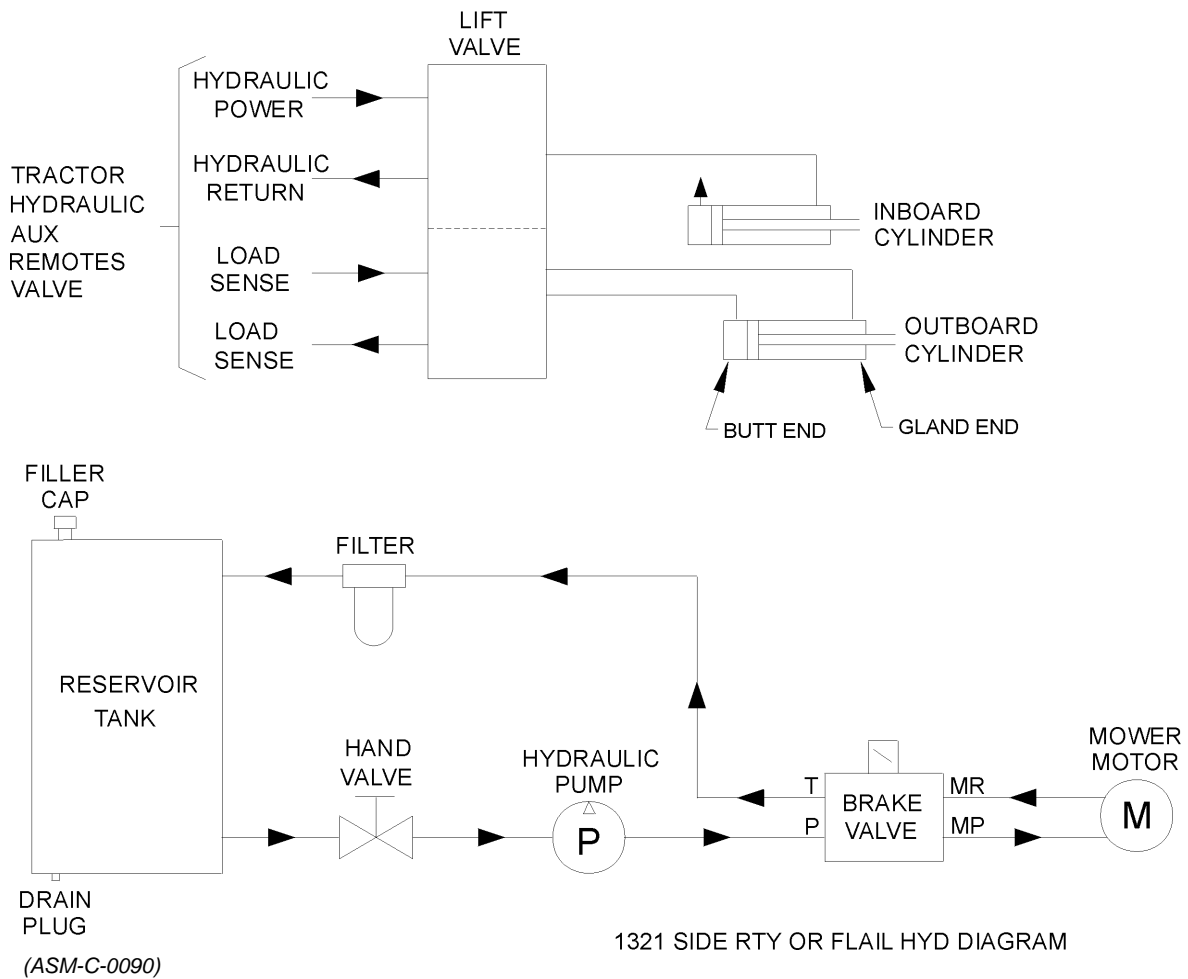 LIFT
VALVE
HYDRAULIC
POWER
HYDRAULIC
RETURN
TRACTOR
HYDRAULIC
AUX
REMOTES
VALVE
LOAD
SENSE
LOAD
SENSE
INBOARD
CYLINDER
OUTBOARD
CYLINDER
BUTT END
GLAND END
FILLER
CAP
FILTER
RESERVOIR
TANK
HAND
VALVE
HYDRAULIC
PUMP
P
T
P
BRAKE
VALVE
MR
MP
MOWER
MOTOR
M
DRAIN
PLUG
1321 SIDE RTY OR FLAIL HYD DIAGRAM
(ASM-C-0090)